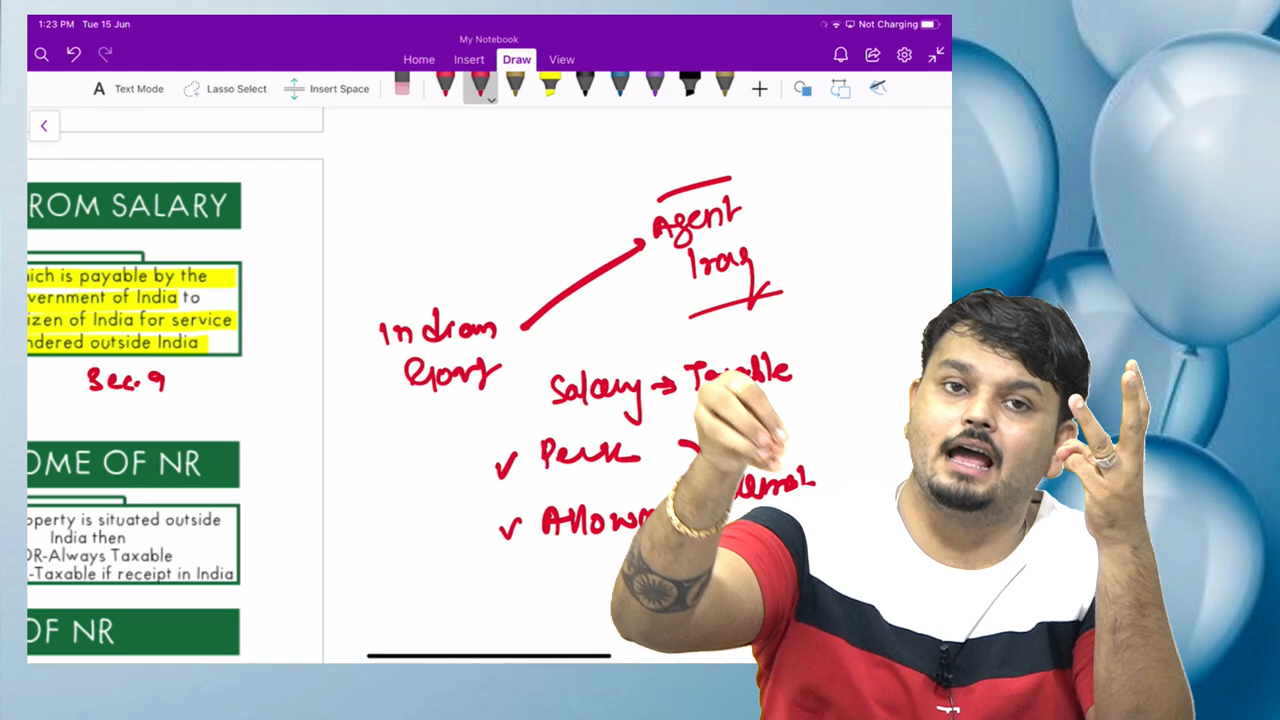 1:23 PM Tue 15 Jun
Not Charging
My Notebook
Home Insert Draw View
A Text Mode Lasso Select Insert Space
ROM SALARY
ich is payable by the
vernment of India to
izen of India for service
ndered outside India
Sec. 9
OME OF NR
operty is situated outside
India then
OR-Always Taxable
-Taxable if receipt in India
OF NR
Agent
Iraq
Indian
Govt
Salary → Taxable
✓ Perk
✓ Allowa